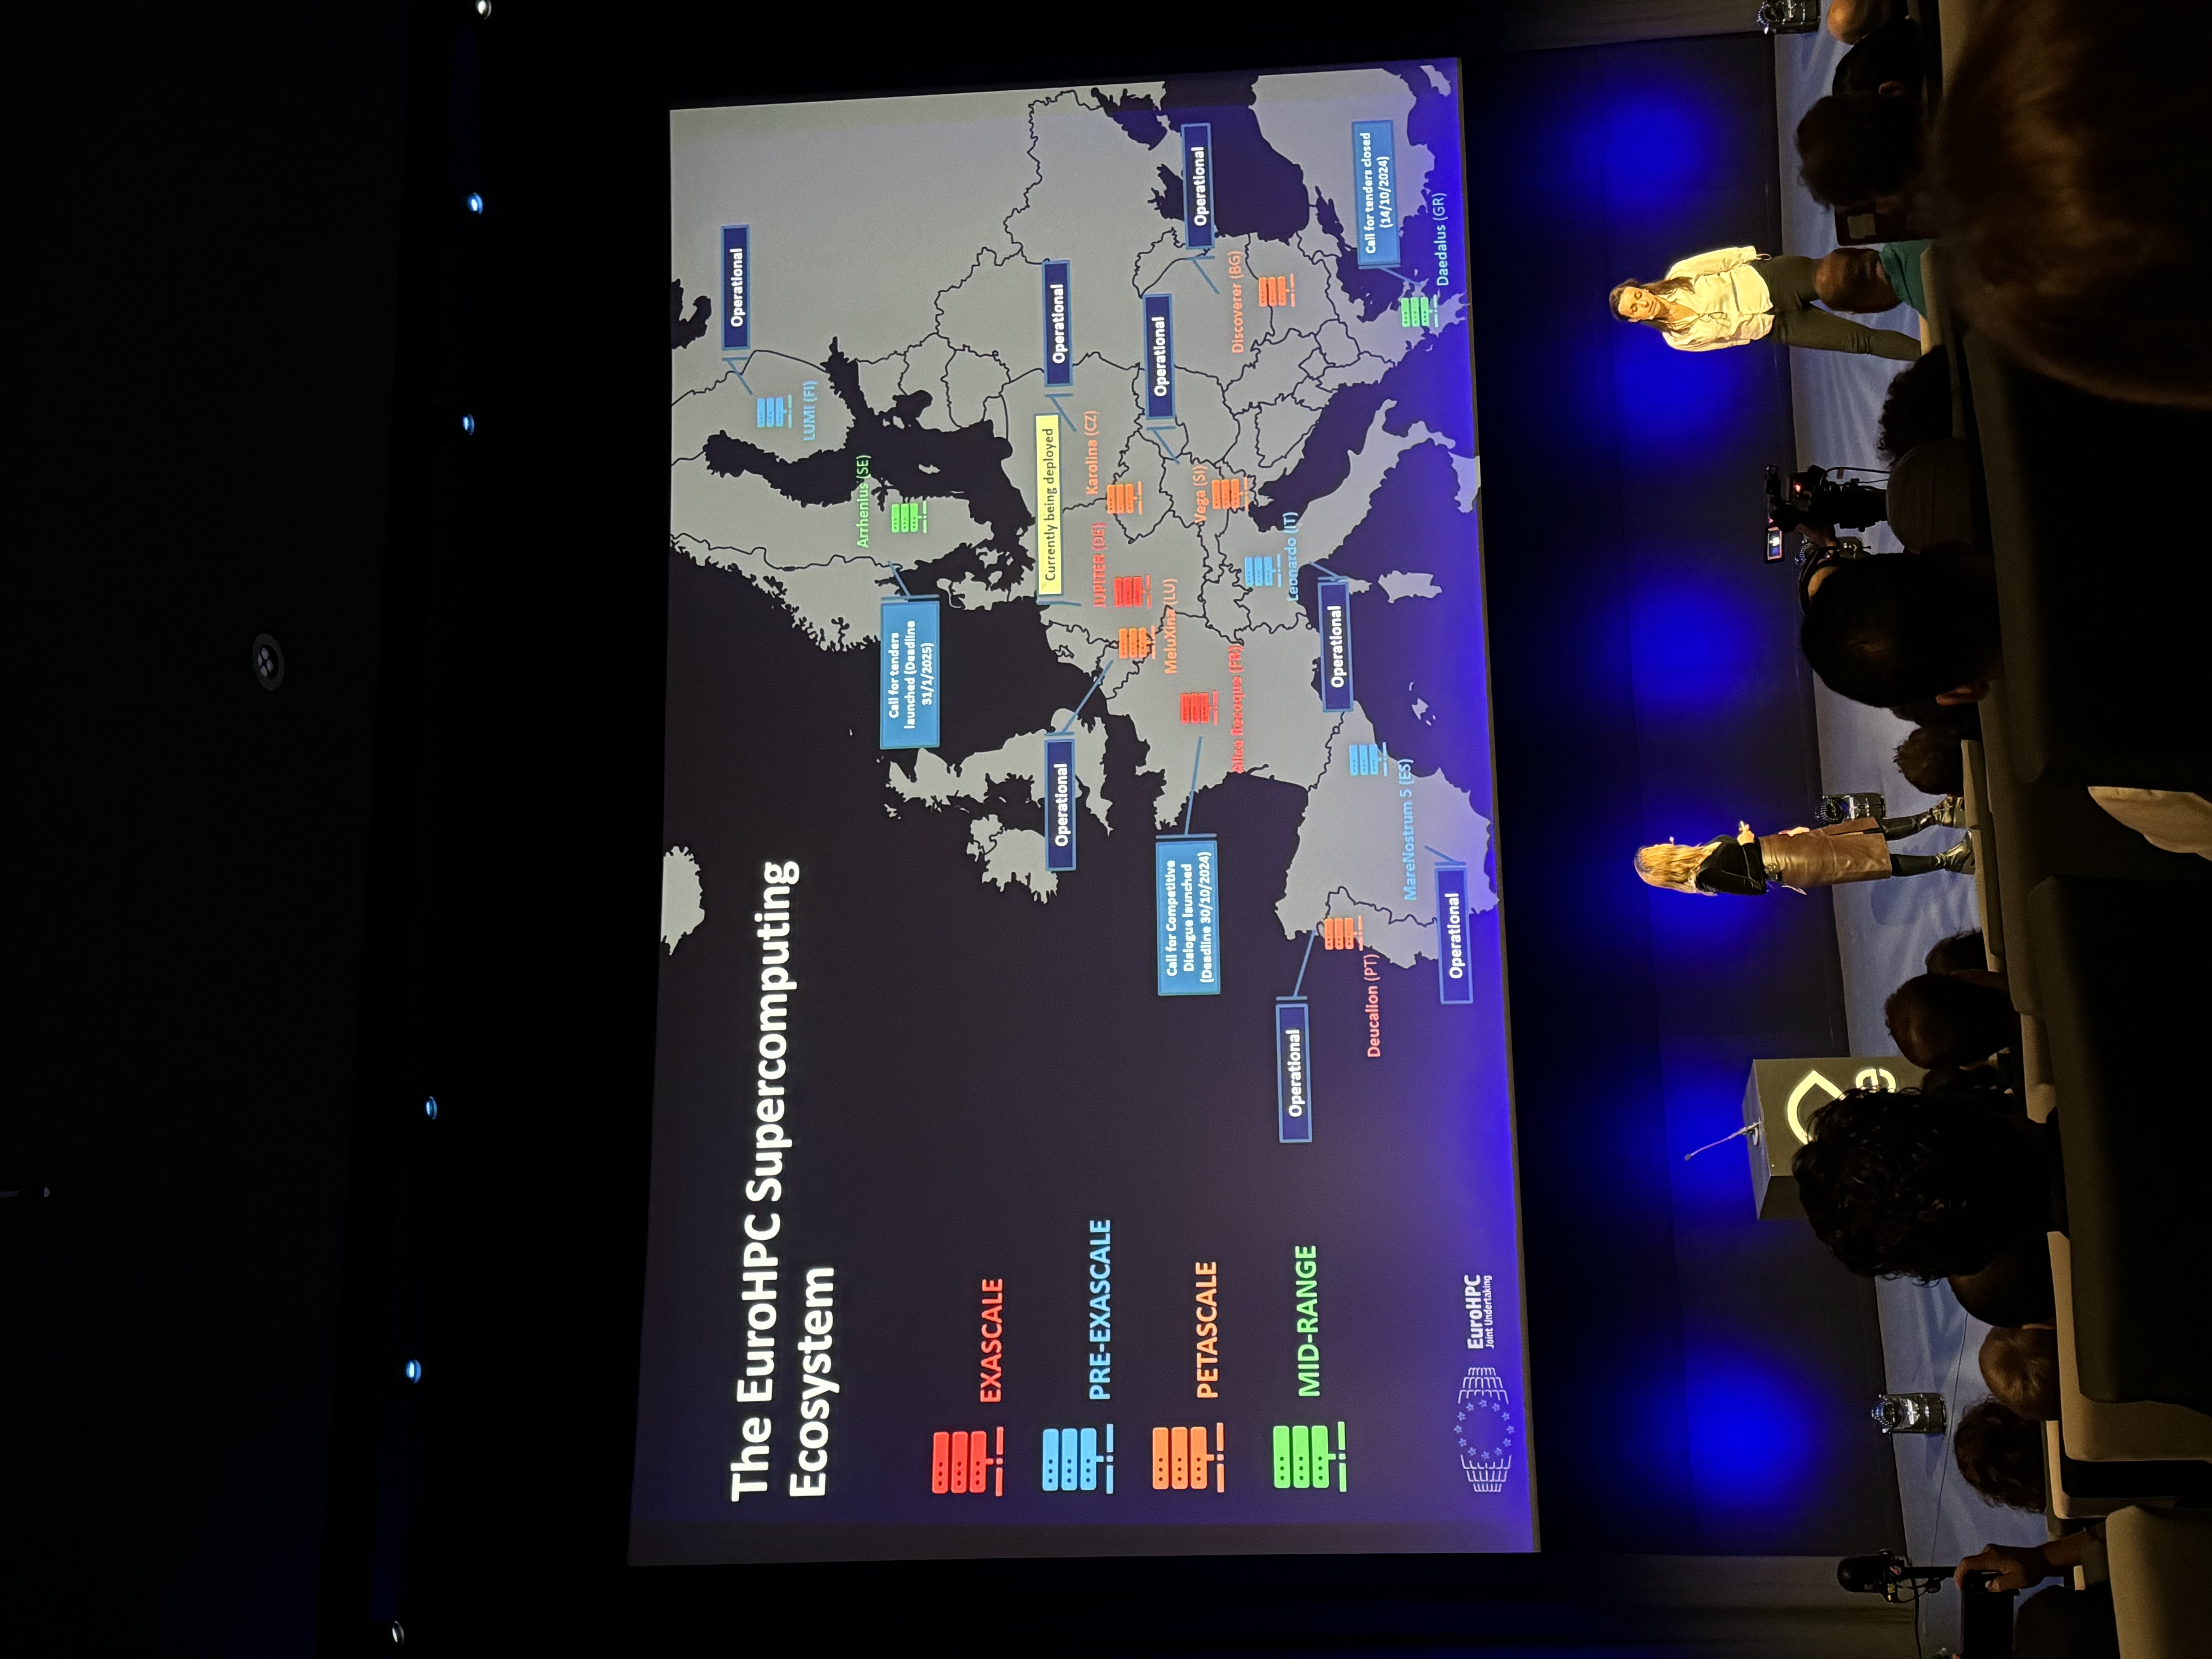 The EuroHPC Supercomputing
Ecosystem
EXASCALE
PRE-EXASCALE
PETASCALE
MID-RANGE
EuroHPC
Joint Undertaking
Operational
LUMI (FI)
Arrhenius (SE)
Call for tenders
launched (Deadline
31/1/2025)
Operational
Currently being deployed
Operational
JUPITER (DE)
Karolina (CZ)
MeluXina (LU)
Operational
Call for Competitive
Dialogue launched
(Deadline 30/10/2024)
Vega (SI)
Operational
Alice Recoque (FR)
Discoverer (BG)
Operational
Leonardo (IT)
Operational
Deucalion (PT)
Call for tenders closed
(14/10/2024)
MareNostrum 5 (ES)
Operational
Daedalus (GR)
e